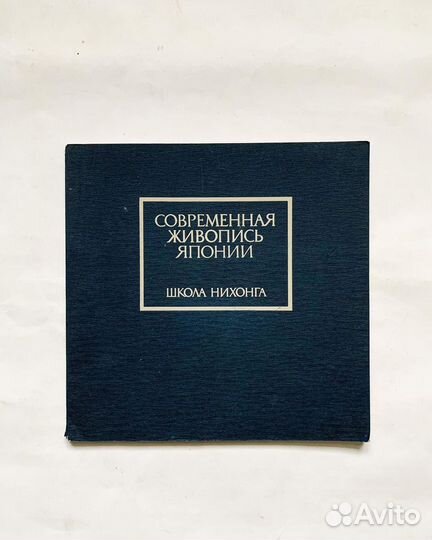 СОВРЕМЕННАЯ
ЖИВОПИСЬ
ЯПОНИИ
ШКОЛА НИХОНГА
Avito